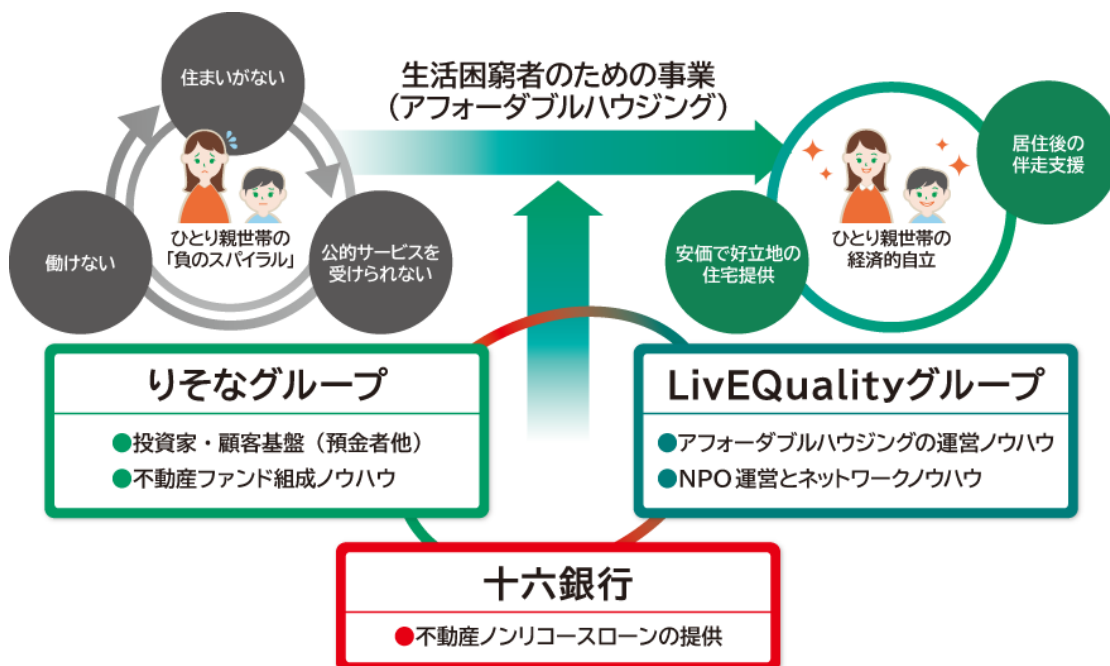 住まいがない
働けない
公的サービスを
受けられない
ひとり親世帯の
「負のスパイラル」
生活困窮者のための事業
(アフォーダブルハウジング)
居住後の
伴走支援
安価で好立地の
住宅提供
ひとり親世帯の
経済的自立
りそなグループ
●投資家・顧客基盤（預金者他）
●不動産ファンド組成ノウハウ
LivEQualityグループ
●アフォーダブルハウジングの運営ノウハウ
●NPO運営とネットワークノウハウ
十六銀行
●不動産ノンリコースローンの提供